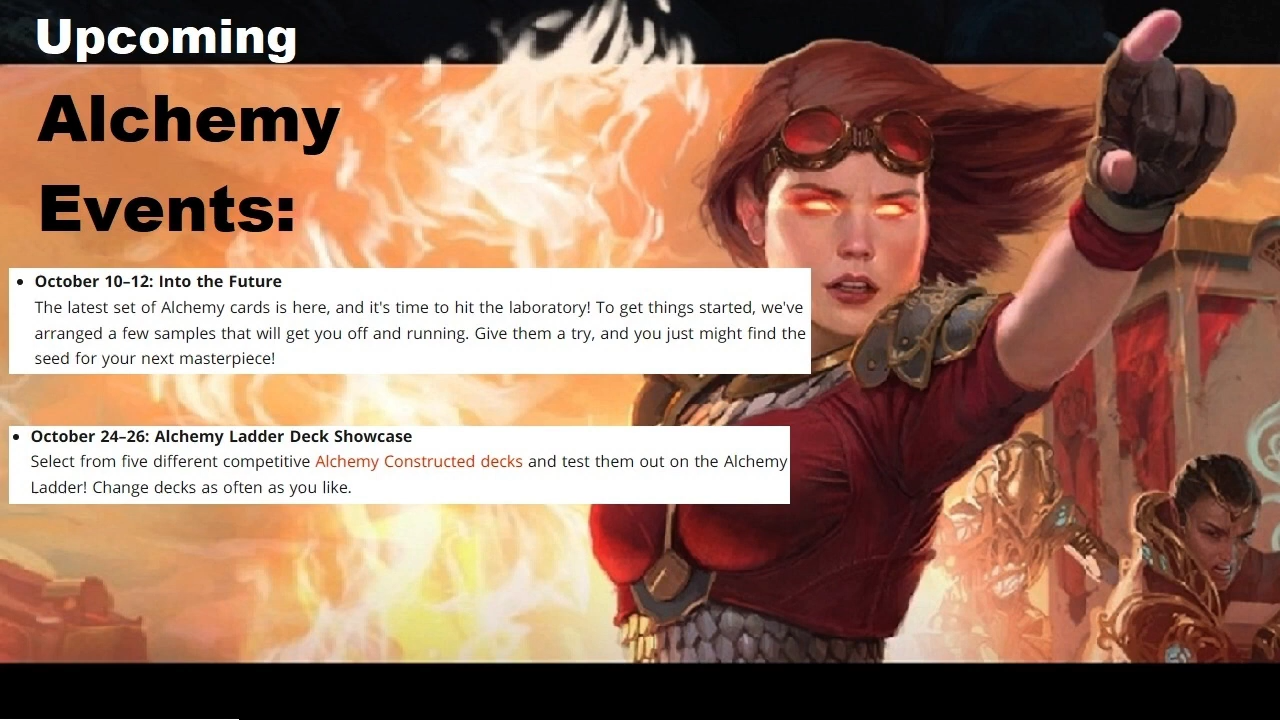 Upcoming
Alchemy
Events:
• October 10–12: Into the Future
The latest set of Alchemy cards is here, and it's time to hit the laboratory! To get things started, we've
arranged a few samples that will get you off and running. Give them a try, and you just might find the
seed for your next masterpiece!
• October 24–26: Alchemy Ladder Deck Showcase
Select from five different competitive Alchemy Constructed decks and test them out on the Alchemy
Ladder! Change decks as often as you like.